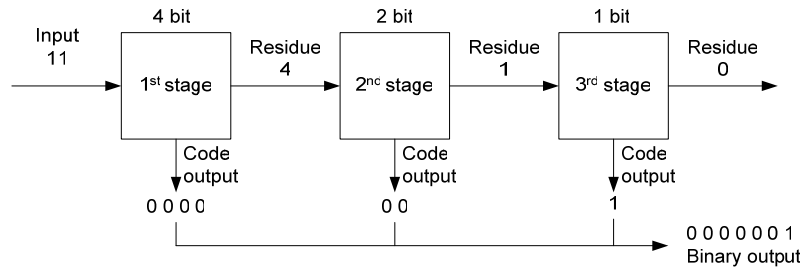 4 bit
2 bit
1 bit
Input
11
1st stage
Residue
4
2nd stage
Residue
1
3rd stage
Residue
0
Code
output
Code
output
Code
output
0 0 0 0
0 0
1
0 0 0 0 0 0 1
Binary output